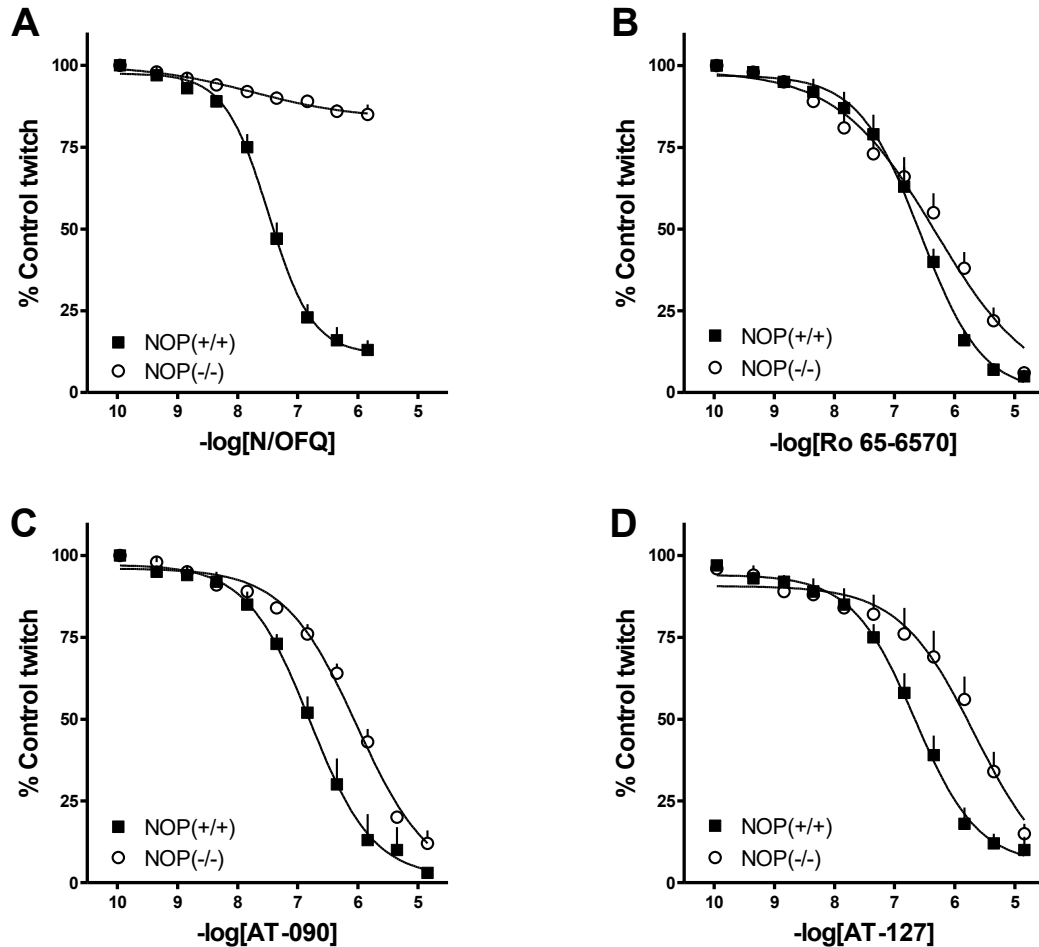 A
% Control twitch
100
75
50
25
0
NOP(+/+)
NOP(-/-)
10 9 8 7 6 5
-log[N/OFQ]
B
% Control twitch
100
75
50
25
0
NOP(+/+)
NOP(-/-)
10 9 8 7 6 5
-log[Ro 65-6570]
C
% Control twitch
100
75
50
25
0
NOP(+/+)
NOP(-/-)
10 9 8 7 6 5
-log[AT-090]
D
% Control twitch
100
75
50
25
0
NOP(+/+)
NOP(-/-)
10 9 8 7 6 5
-log[AT-127]